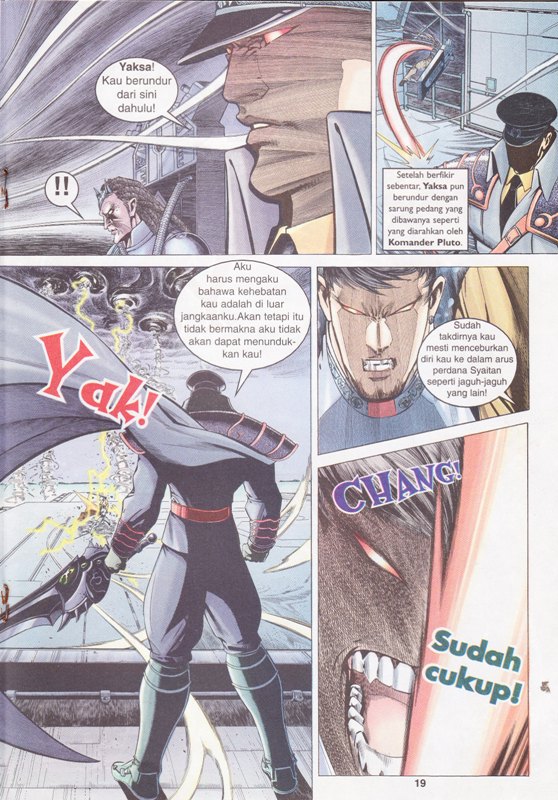 Yaksa!
Kau berundur
dari sini
dahulu!
!!
Setelah berfikir
sebentar, Yaksa pun
berundur dengan
sarung pedang yang
dibawanya seperti
yang diarahkan oleh
Komander Pluto.
Aku
harus mengaku
bahawa kehebatan
kau adalah di luar
jangkaanku.Akan tetapi itu
tidak bermakna aku tidak
akan dapat menunduk-
kan kau!
Yak!
Sudah
takdirnya kau
mesti menceburkan
diri kau ke dalam arus
perdana Syaitan
seperti jaguh-jaguh
yang lain!
CHANG!
Sudah
cukup!
19